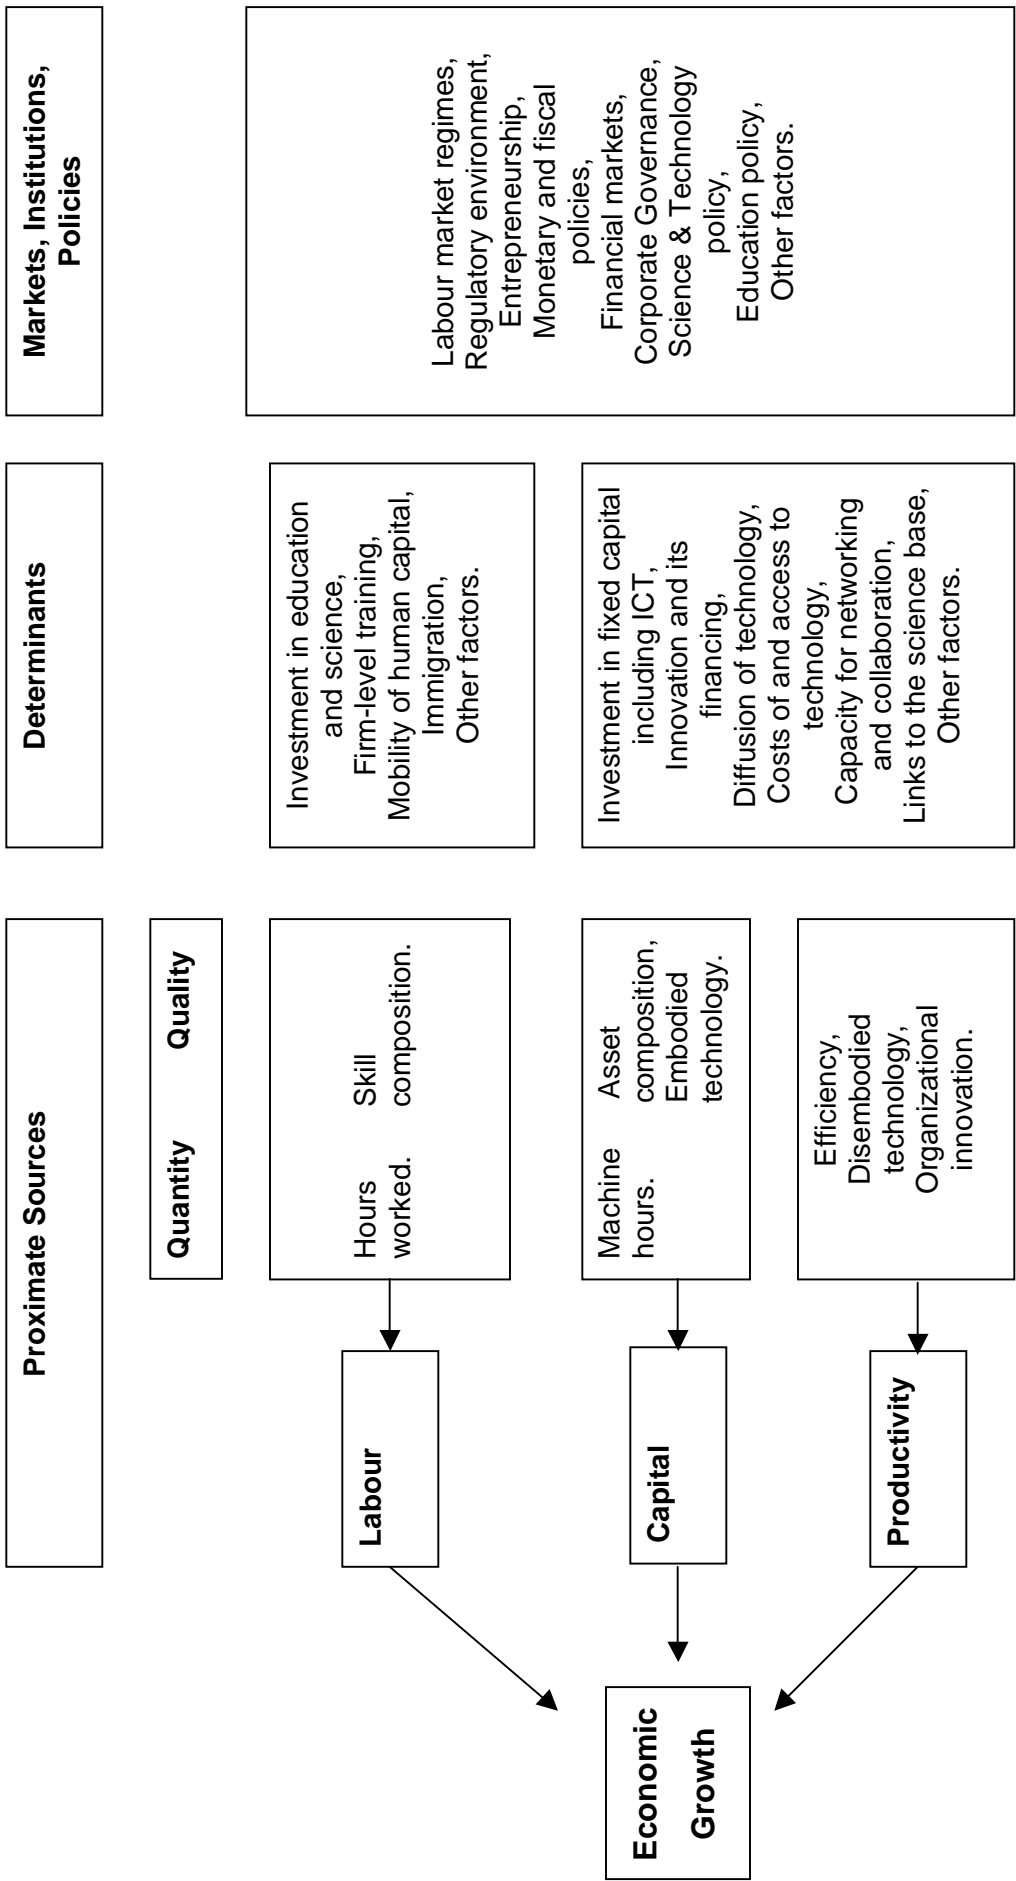 Proximate Sources
Determinants
Markets, Institutions,
Policies
Quantity Quality
Economic
Growth
Labour
Hours
worked.
Skill
composition.
Investment in education
and science,
Firm-level training,
Mobility of human capital,
Immigration,
Other factors.
Capital
Machine
hours.
Asset
composition,
Embodied
technology.
Productivity
Efficiency,
Disembodied
technology,
Organizational
innovation.
Investment in fixed capital
including ICT,
Innovation and its
financing,
Diffusion of technology,
Costs of and access to
technology,
Capacity for networking
and collaboration,
Links to the science base,
Other factors.
Labour market regimes,
Regulatory environment,
Entrepreneurship,
Monetary and fiscal
policies,
Financial markets,
Corporate Governance,
Science & Technology
policy,
Education policy,
Other factors.